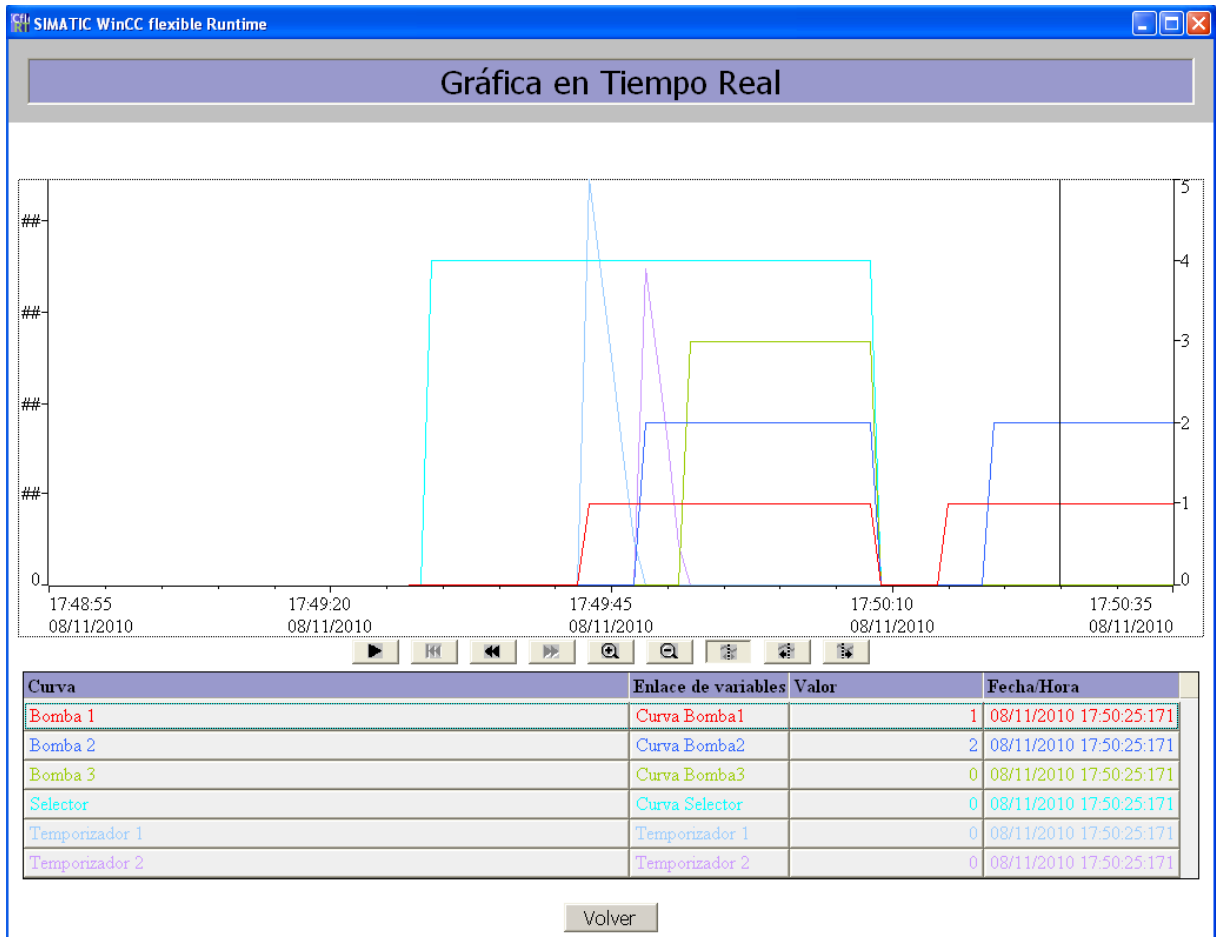 SIMATIC WinCC flexible Runtime
Gráfica en Tiempo Real
##
##
##
##
0
5
4
3
2
1
0
17:48:55 17:49:20 17:49:45 17:50:10 17:50:35
08/11/2010 08/11/2010 08/11/2010 08/11/2010 08/11/2010
Curva Enlace de variables Valor Fecha/Hora
Bomba 1 Curva Bomba1 1 08/11/2010 17:50:25:171
Bomba 2 Curva Bomba2 2 08/11/2010 17:50:25:171
Bomba 3 Curva Bomba3 0 08/11/2010 17:50:25:171
Selector Curva Selector 0 08/11/2010 17:50:25:171
Temporizador 1 Temporizador 1 0 08/11/2010 17:50:25:171
Temporizador 2 Temporizador 2 0 08/11/2010 17:50:25:171
Volver